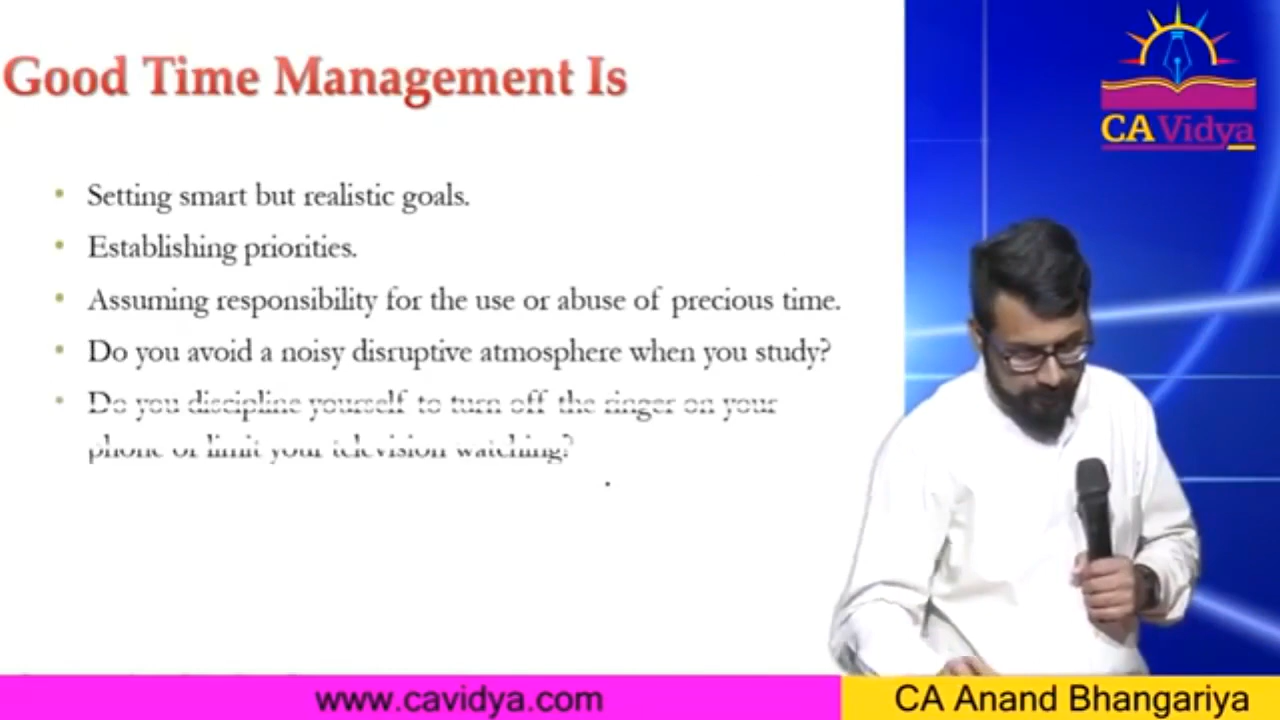 Good Time Management Is
CA Vidya
• Setting smart but realistic goals.
• Establishing priorities.
• Assuming responsibility for the use or abuse of precious time.
• Do you avoid a noisy disruptive atmosphere when you study?
• Do you discipline yourself to turn off the ringer on your
phone or limit your television watching?
www.cavidya.com
CA Anand Bhangariya